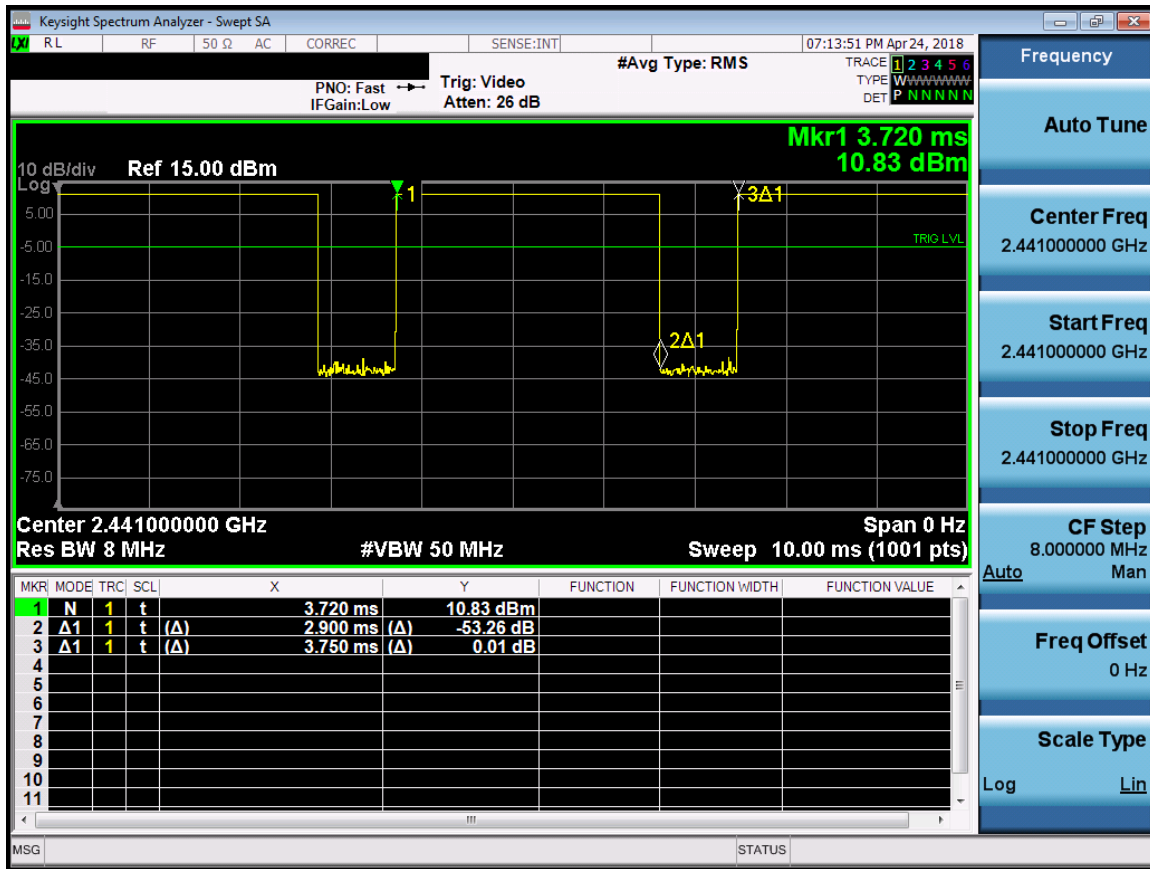 Keysight Spectrum Analyzer - Swept SA
LXI RL RF 50 Ω AC CORREC SENSE:INT 07:13:51 PM Apr 24, 2018
#Avg Type: RMS
TRACE 1 2 3 4 5 6
PNO: Fast
Trig: Video
TYPE WWWWWW
IFGain:Low
Atten: 26 dB
DET P N N N N N
Mkr1 3.720 ms
10.83 dBm
10 dB/div
Ref 15.00 dBm
Log
1
3Δ1
5.00
-5.00
TRIG LVL
-15.0
-25.0
-35.0
2Δ1
-45.0
-55.0
-65.0
-75.0
Center 2.441000000 GHz
Span 0 Hz
Res BW 8 MHz
#VBW 50 MHz
Sweep 10.00 ms (1001 pts)
MKR MODE TRC SCL X Y FUNCTION FUNCTION WIDTH FUNCTION VALUE
1 N 1 t 3.720 ms 10.83 dBm
2 Δ1 1 t (Δ) 2.900 ms (Δ) -53.26 dB
3 Δ1 1 t (Δ) 3.750 ms (Δ) 0.01 dB
4
5
6
7
8
9
10
11
MSG
STATUS
Frequency
Auto Tune
Center Freq
2.441000000 GHz
Start Freq
2.441000000 GHz
Stop Freq
2.441000000 GHz
CF Step
8.000000 MHz
Auto Man
Freq Offset
0 Hz
Scale Type
Log Lin